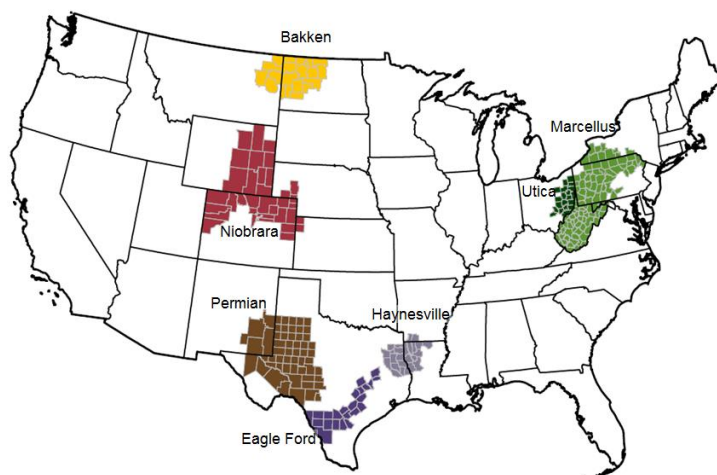 Bakken
Marcellus
Utica
Niobrara
Permian
Haynesville
Eagle Ford